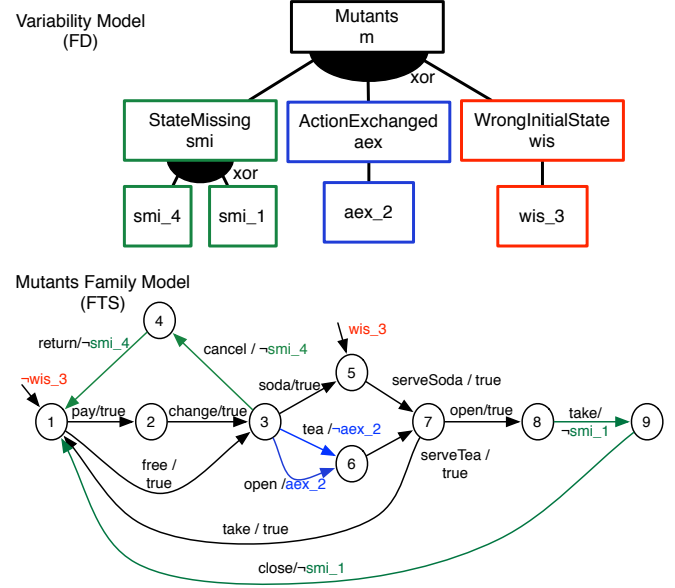 Variability Model
(FD)
Mutants
m
xor
StateMissing
smi
ActionExchanged
aex
WrongInitialState
wis
xor
smi_4
smi_1
aex_2
wis_3
Mutants Family Model
(FTS)
4
return/¬smi_4
cancel / ¬smi_4
wis_3
¬wis_3
5
soda/true
serveSoda / true
1
pay/true
2
change/true
3
tea /¬aex_2
7
open/true
8
take/
¬smi_1
9
6
free /
true
open /aex_2
serveTea /
true
take / true
close/¬smi_1